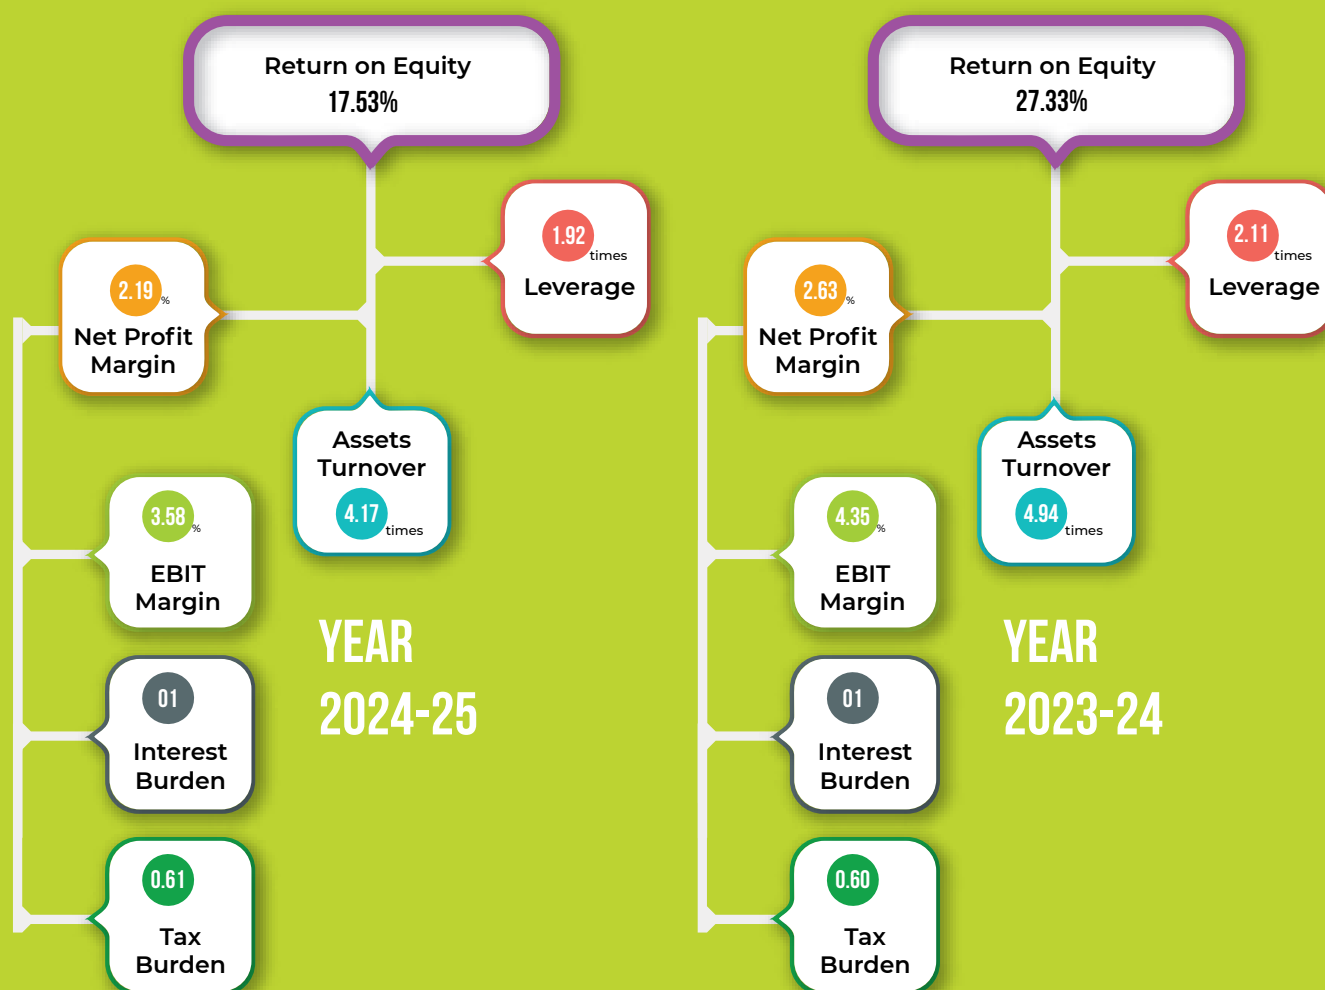 Return on Equity
17.53%
1.92
times
Leverage
2.19 %
Net Profit
Margin
Assets
Turnover
4.17
times
3.58 %
EBIT
Margin
01
Interest
Burden
0.61
Tax
Burden
YEAR
2024-25
Return on Equity
27.33%
2.11
times
Leverage
2.63 %
Net Profit
Margin
Assets
Turnover
4.94
times
4.35 %
EBIT
Margin
01
Interest
Burden
0.60
Tax
Burden
YEAR
2023-24